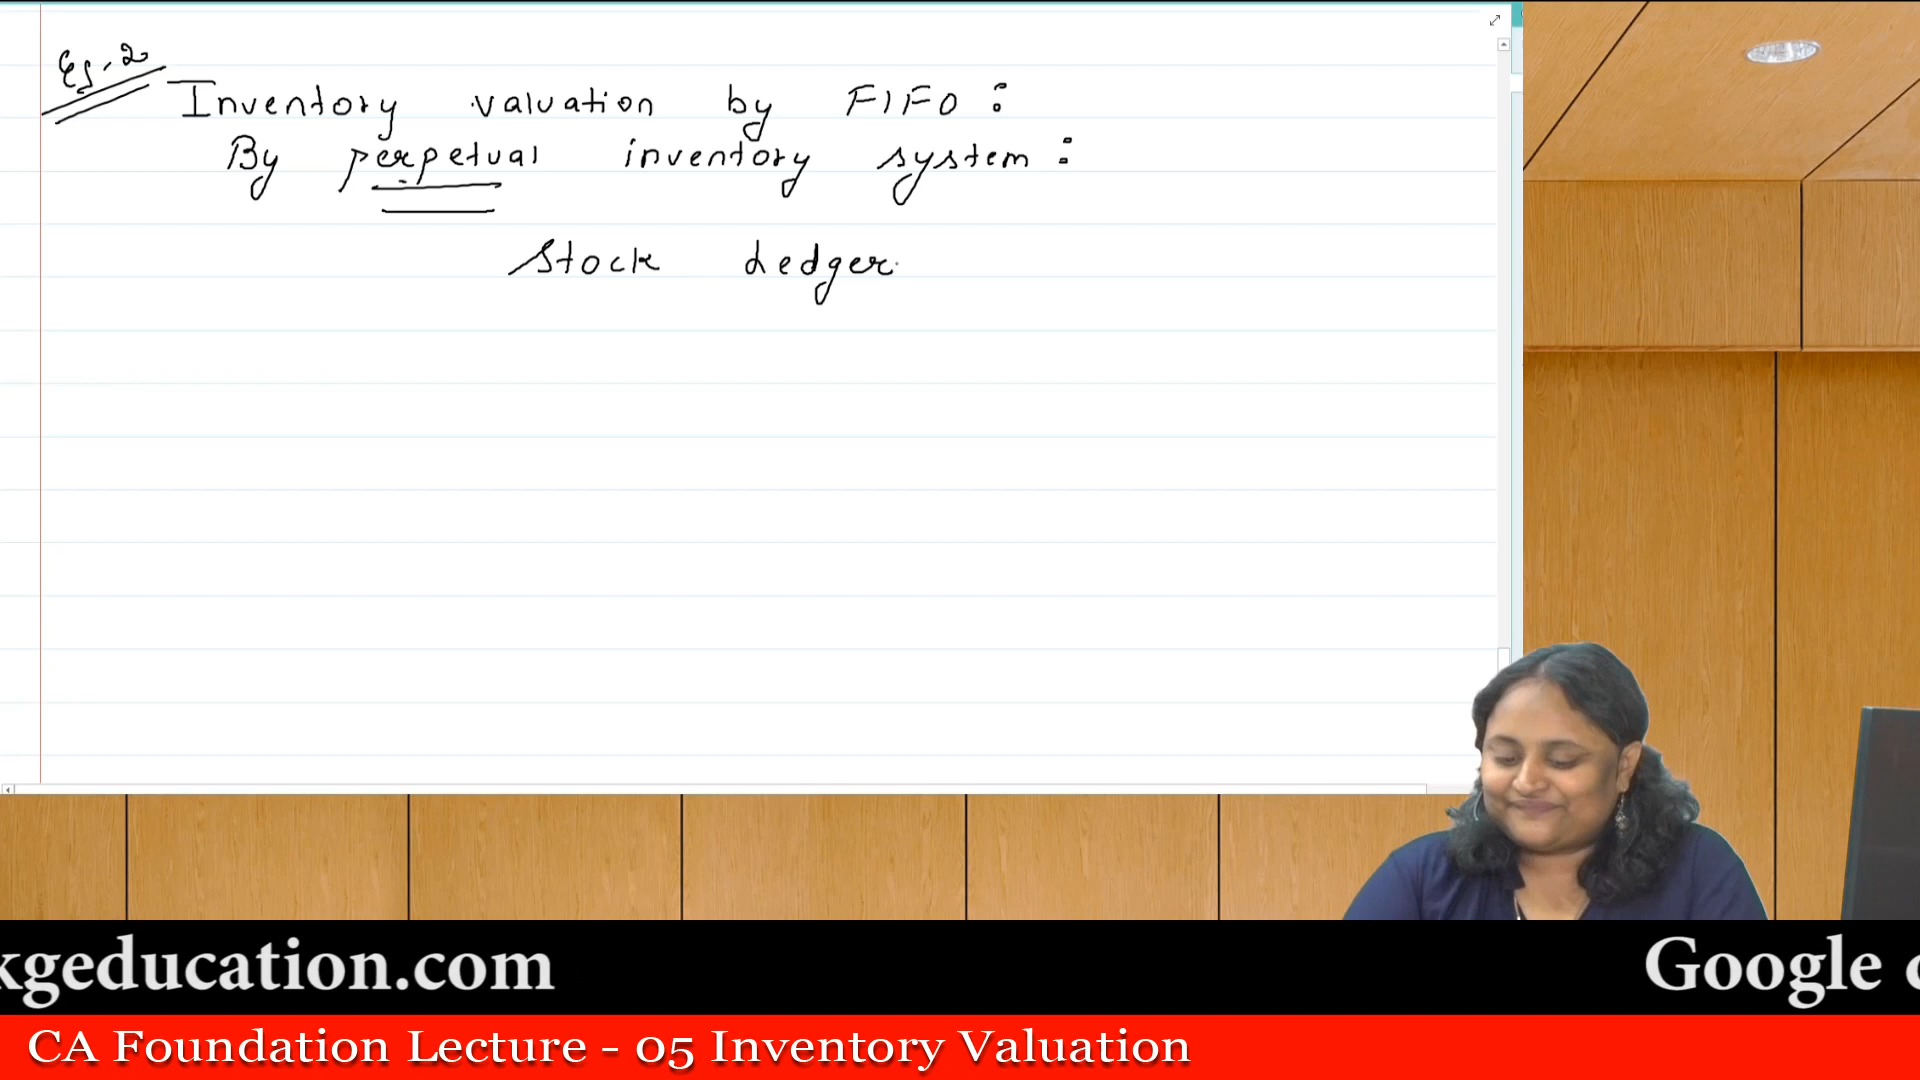 Eg. 2
Inventory valuation by FIFO :
By perpetual inventory system :
Stock Ledger
kgeducation.com
Google
CA Foundation Lecture - 05 Inventory Valuation